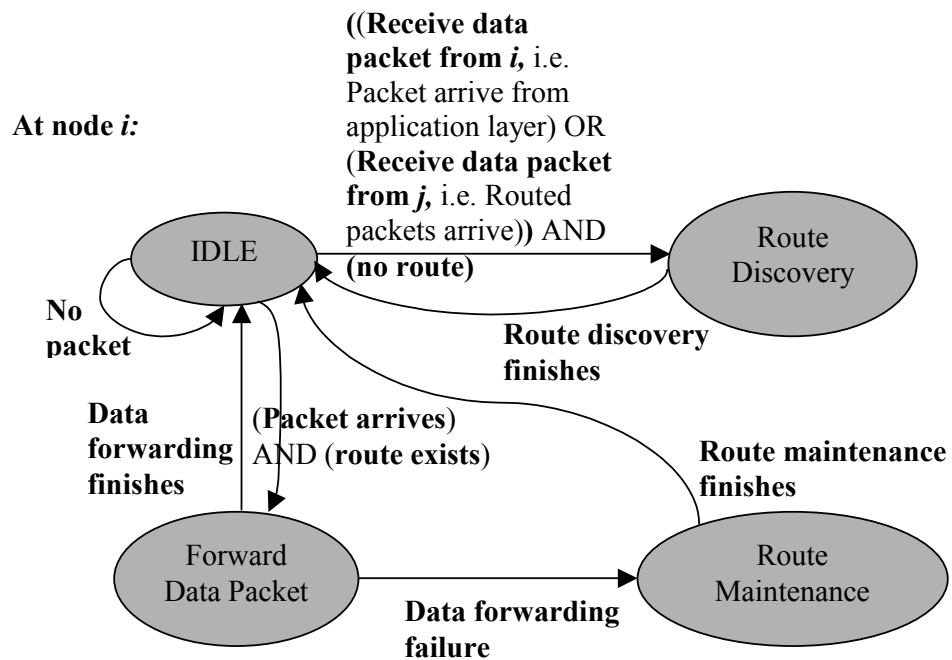 ((Receive data
packet from i, i.e.
Packet arrive from
application layer) OR
(Receive data packet
from j, i.e. Routed
packets arrive)) AND
(no route)
At node i:
IDLE
Route
Discovery
No
packet
Route discovery
finishes
Data
forwarding
finishes
(Packet arrives)
AND (route exists)
Route maintenance
finishes
Forward
Data Packet
Route
Maintenance
Data forwarding
failure